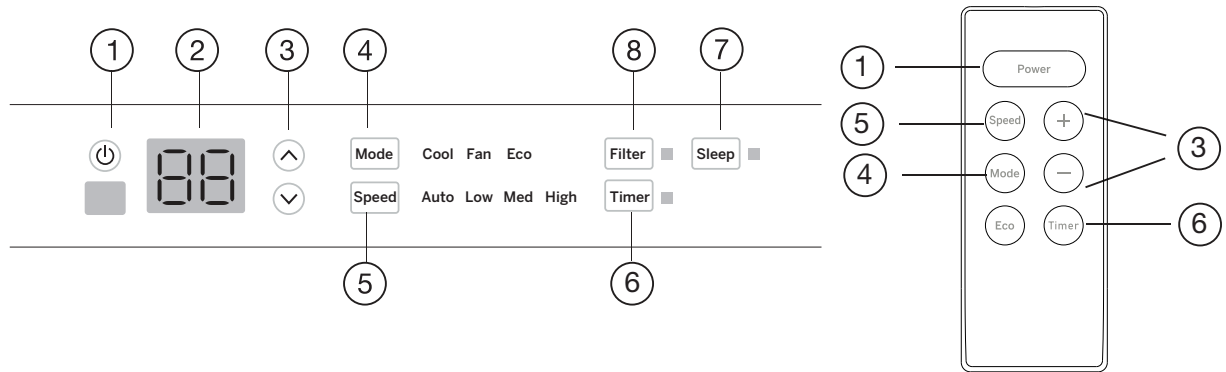 1 2 3 4 8 7
Mode Cool Fan Eco Filter Sleep
Speed Auto Low Med High Timer
5 6
1 Power
5 Speed + 3
4 Mode −
Eco Timer 6